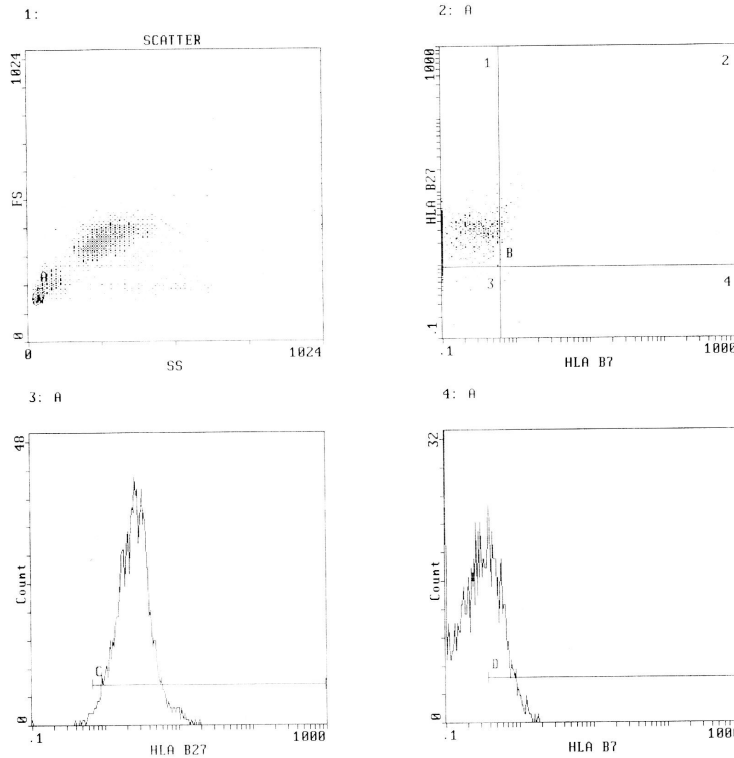 1:
SCATTER
1024
FS
0
0
1024
SS
2: A
1000
HLA B27
.1
1
2
B
3
4
.1
1000
HLA B7
3: A
48
Count
C
0
.1
1000
HLA B27
4: A
32
Count
D
0
.1
1000
HLA B7